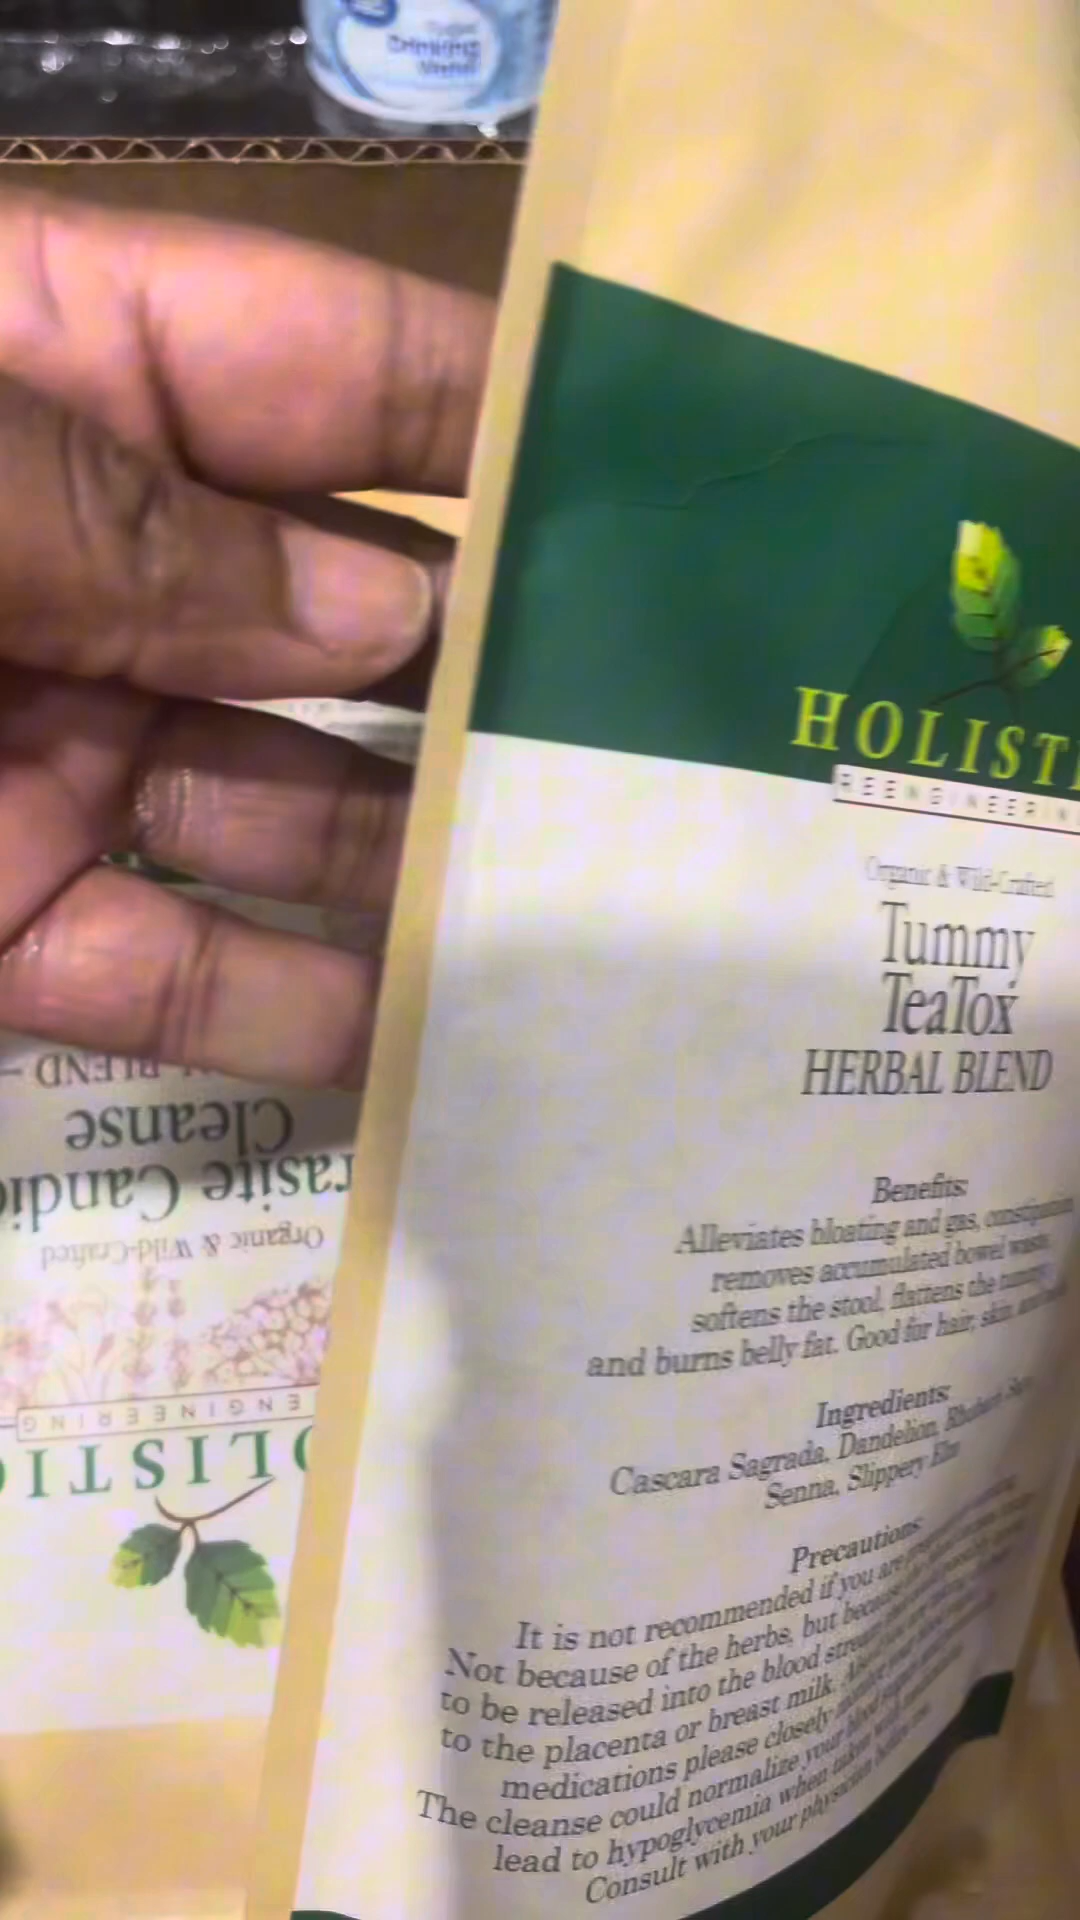 Drinking
Water
HOLISTI
REENGINEERIN
Organic & Wild-Crafted
Tummy
TeaTox
HERBAL BLEND
Benefits:
Alleviates bloating and gas, constipation
removes accumulated bowel waste,
softens the stool, flattens the tummy
and burns belly fat. Good for hair, skin, and
Ingredients:
Cascara Sagrada, Dandelion, Rhubarb
Senna, Slippery Elm
Precautions:
It is not recommended if you are
Not because of the herbs, but because
to be released into the blood stream
to the placenta or breast milk.
medications please closely monitor your
The cleanse could normalize your blood
lead to hypoglycemia when taken with
Consult with your physician
BLEND
Cleanse
rasite Candid
Organic & Wild-Crafted
ENGINEERING
OLISTIC